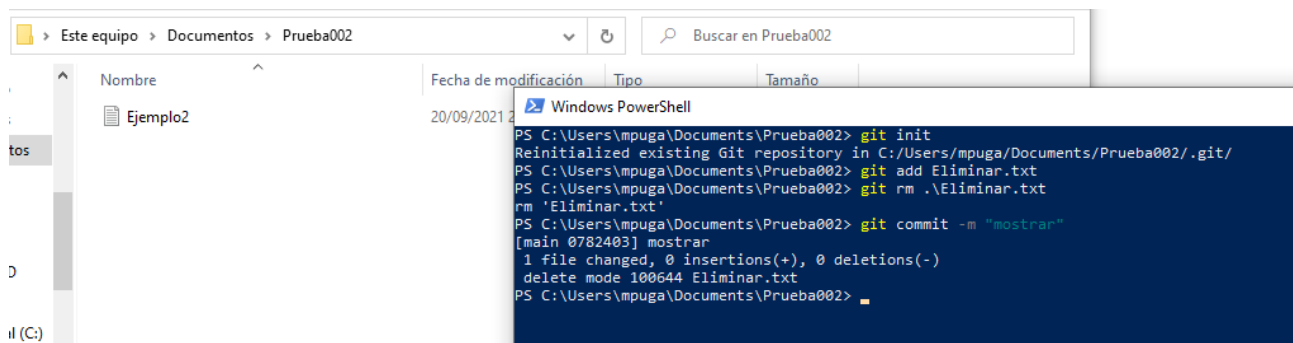 Este equipo > Documentos > Prueba002
Buscar en Prueba002
Nombre
Fecha de modificación
Tipo
Tamaño
Ejemplo2
20/09/2021 2
tos
al (C:)
Windows PowerShell
PS C:\Users\mpuga\Documents\Prueba002> git init
Reinitialized existing Git repository in C:/Users/mpuga/Documents/Prueba002/.git/
PS C:\Users\mpuga\Documents\Prueba002> git add Eliminar.txt
PS C:\Users\mpuga\Documents\Prueba002> git rm .\Eliminar.txt
rm 'Eliminar.txt'
PS C:\Users\mpuga\Documents\Prueba002> git commit -m "mostrar"
[main 0782403] mostrar
 1 file changed, 0 insertions(+), 0 deletions(-)
 delete mode 100644 Eliminar.txt
PS C:\Users\mpuga\Documents\Prueba002>